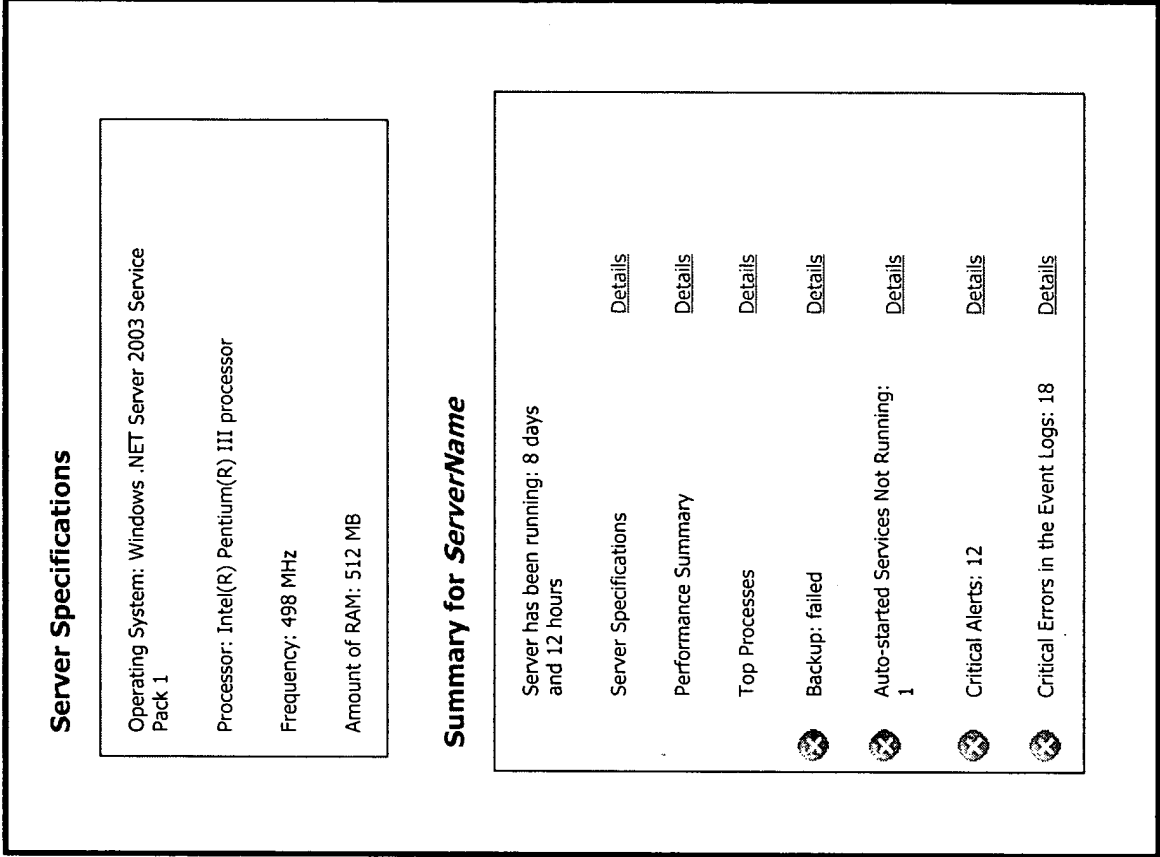 Server Specifications
Operating System: Windows .NET Server 2003 Service
Pack 1
Processor: Intel(R) Pentium(R) III processor
Frequency: 498 MHz
Amount of RAM: 512 MB
Summary for ServerName
Server has been running: 8 days
and 12 hours
Server Specifications Details
Performance Summary Details
Top Processes Details
Backup: failed Details
Auto-started Services Not Running: Details
1
Critical Alerts: 12 Details
Critical Errors in the Event Logs: 18 Details